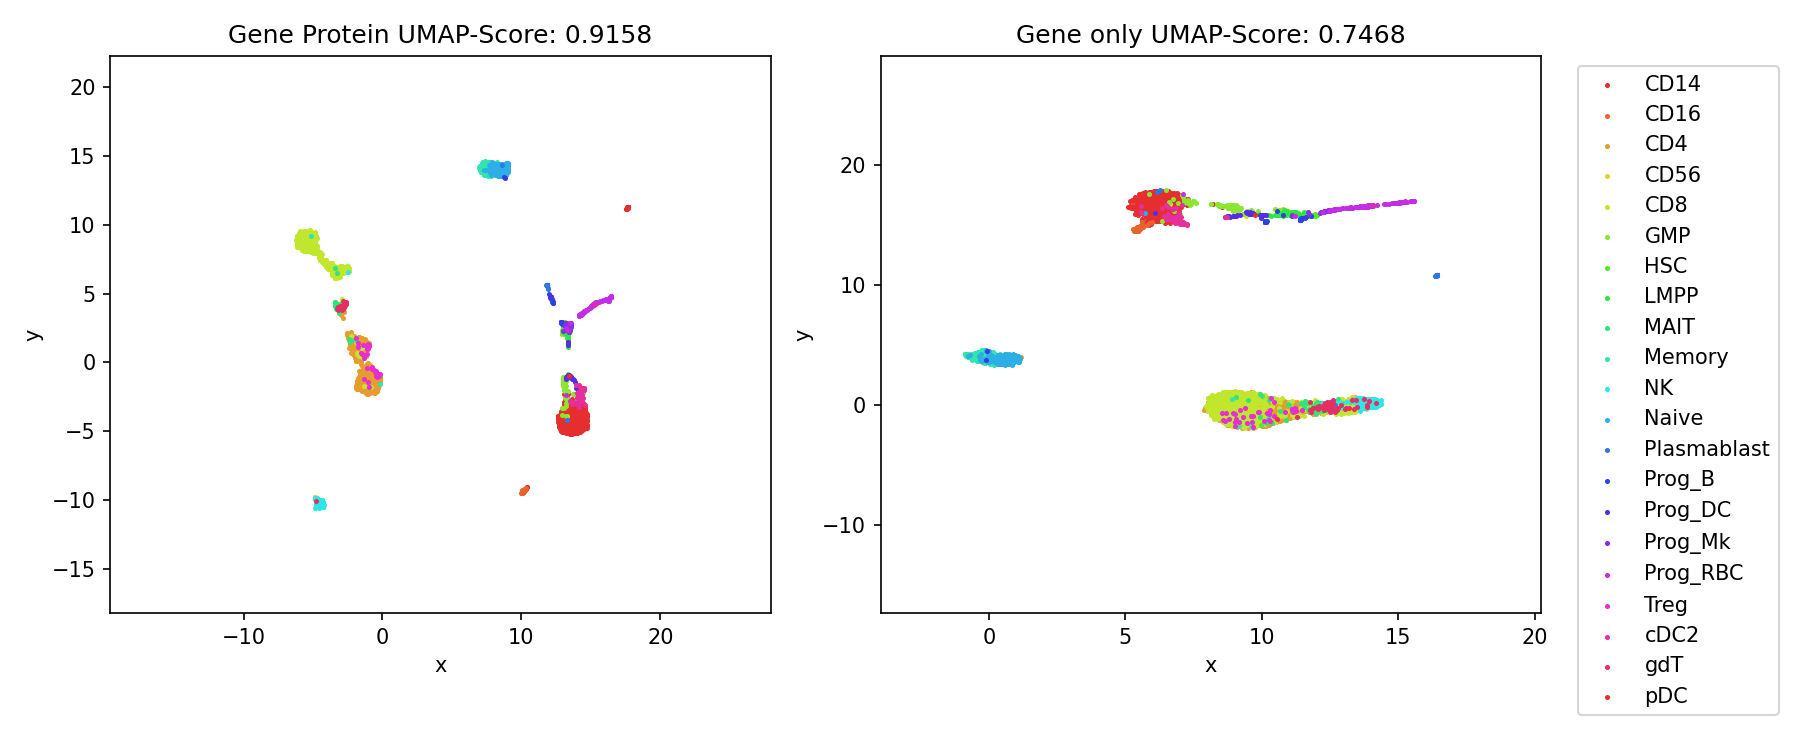 Gene Protein UMAP-Score: 0.9158
20
15
10
5
0
−5
−10
−15
y
−10
0
10
20
x
Gene only UMAP-Score: 0.7468
20
10
0
−10
y
0
5
10
15
20
x
CD14
CD16
CD4
CD56
CD8
GMP
HSC
LMPP
MAIT
Memory
NK
Naive
Plasmablast
Prog_B
Prog_DC
Prog_Mk
Prog_RBC
Treg
cDC2
gdT
pDC